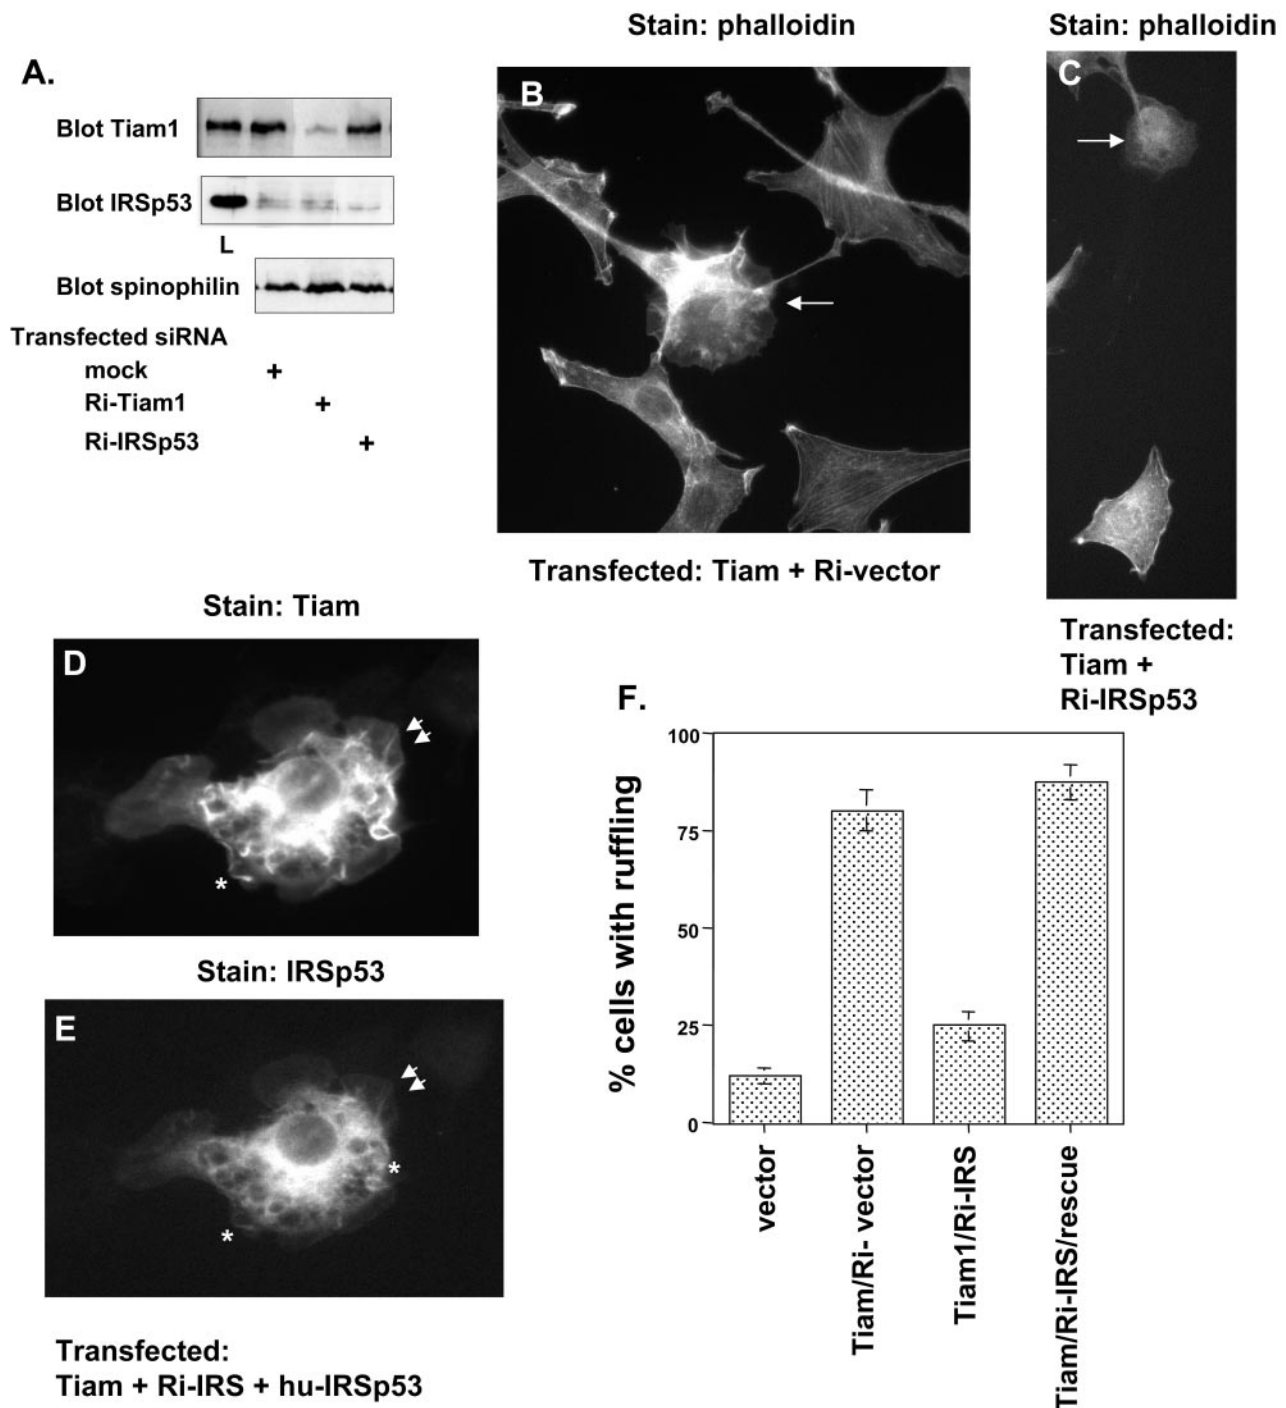 Stain: phalloidin
Stain: phalloidin
A.
Blot Tiam1
Blot IRSp53
L
Blot spinophilin
Transfected siRNA
mock +
Ri-Tiam1 +
Ri-IRSp53 +
B
Transfected: Tiam + Ri-vector
C
Transfected:
Tiam +
Ri-IRSp53
Stain: Tiam
D
*
Stain: IRSp53
E
*
*
Transfected:
Tiam + Ri-IRS + hu-IRSp53
F.
% cells with ruffling
100
75
50
25
0
vector
Tiam/Ri- vector
Tiam1/Ri-IRS
Tiam/Ri-IRS/rescue